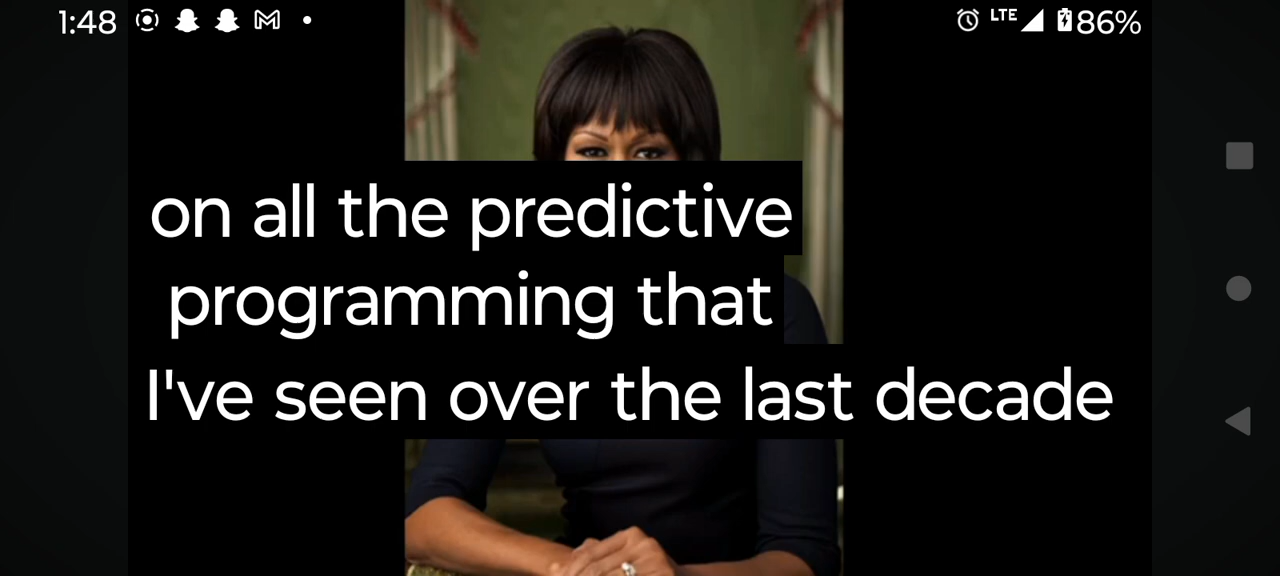 1:48 LTE 86%
on all the predictive
programming that
I've seen over the last decade